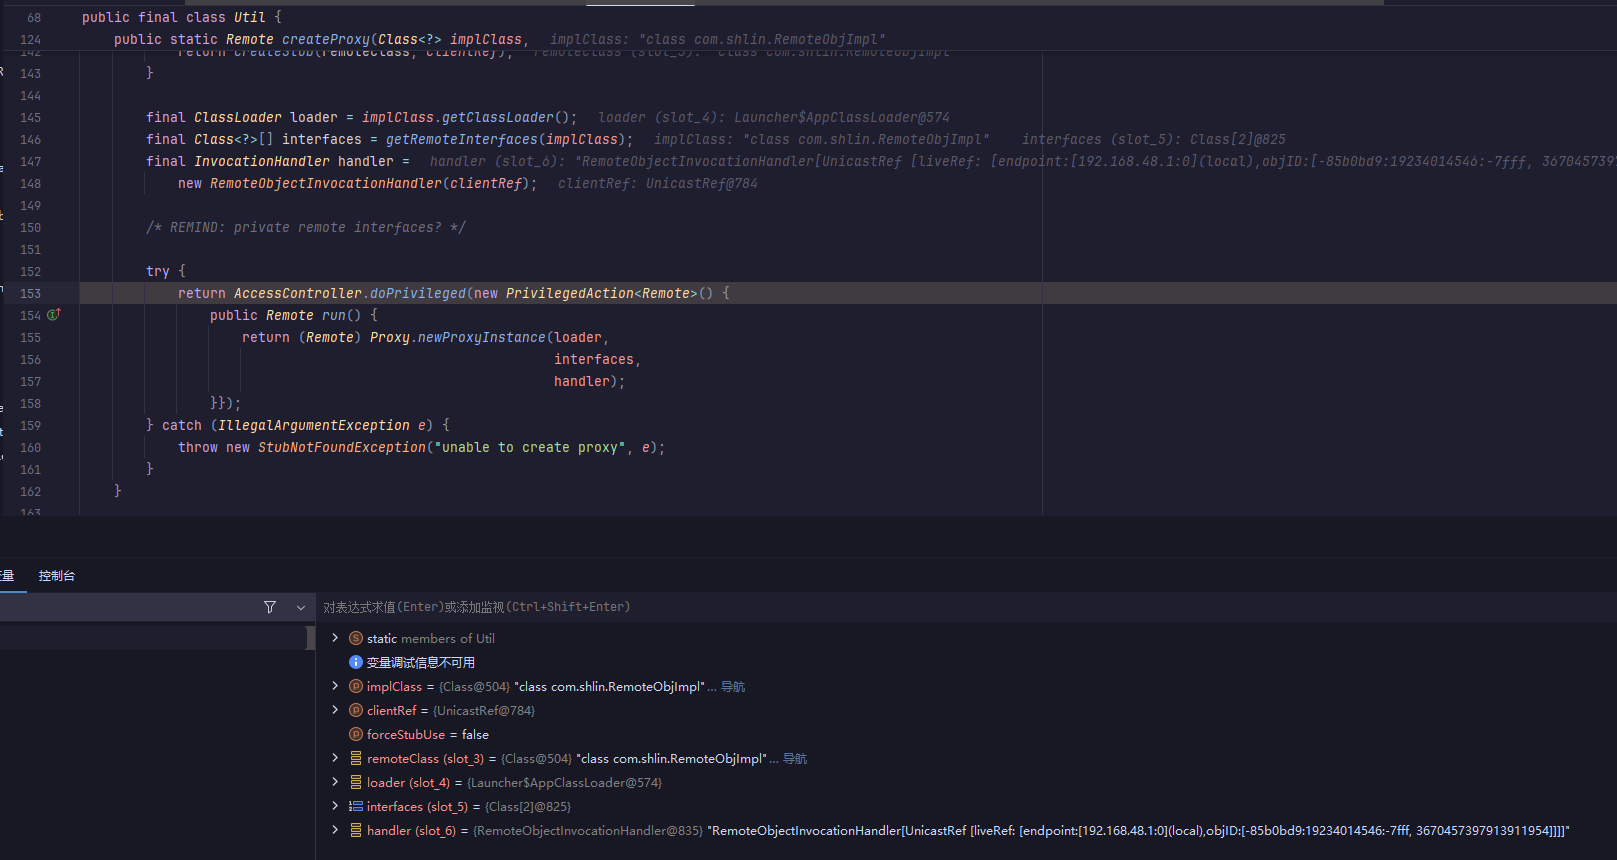 68 public final class Util {
124 public static Remote createProxy(Class<?> implClass, implClass: "class com.shlin.RemoteObjImpl"
142 return createStub(remoteClass, clientRef); remoteClass (slot_3): "class com.shlin.RemoteObjImpl"
143 }
144
145 final ClassLoader loader = implClass.getClassLoader(); loader (slot_4): Launcher$AppClassLoader@574
146 final Class<?>[] interfaces = getRemoteInterfaces(implClass); implClass: "class com.shlin.RemoteObjImpl" interfaces (slot_5): Class[2]@825
147 final InvocationHandler handler = handler (slot_6): "RemoteObjectInvocationHandler[UnicastRef [liveRef: [endpoint:[192.168.48.1:0](local),objID:[-85b0bd9:19234014546:-7fff, 367045739
148 new RemoteObjectInvocationHandler(clientRef); clientRef: UnicastRef@784
149
150 /* REMIND: private remote interfaces? */
151
152 try {
153 return AccessController.doPrivileged(new PrivilegedAction<Remote>() {
154 public Remote run() {
155 return (Remote) Proxy.newProxyInstance(loader,
156 interfaces,
157 handler);
158 }});
159 } catch (IllegalArgumentException e) {
160 throw new StubNotFoundException("unable to create proxy", e);
161 }
162 }
163
量 控制台
对表达式求值(Enter)或添加监视(Ctrl+Shift+Enter)
static members of Util
变量调试信息不可用
implClass = {Class@504} "class com.shlin.RemoteObjImpl"... 导航
clientRef = {UnicastRef@784}
forceStubUse = false
remoteClass (slot_3) = {Class@504} "class com.shlin.RemoteObjImpl"... 导航
loader (slot_4) = {Launcher$AppClassLoader@574}
interfaces (slot_5) = {Class[2]@825}
handler (slot_6) = {RemoteObjectInvocationHandler@835} "RemoteObjectInvocationHandler[UnicastRef [liveRef: [endpoint:[192.168.48.1:0](local),objID:[-85b0bd9:19234014546:-7fff, 3670457397913911954]]]]"